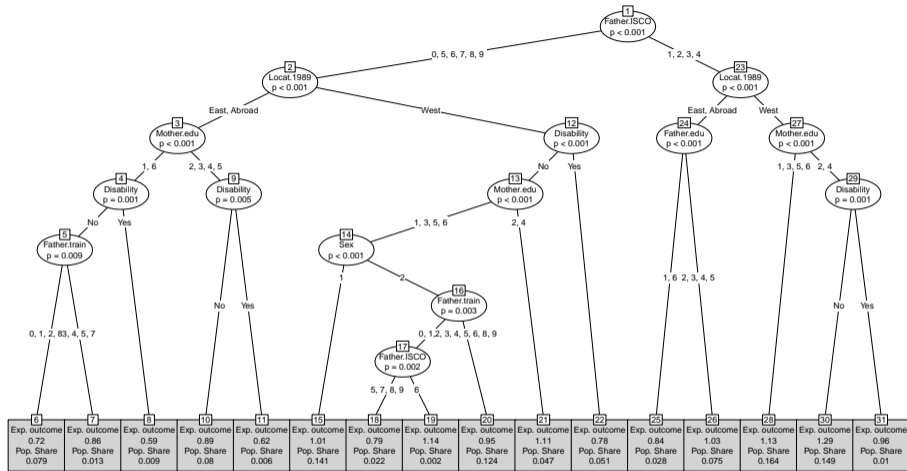 1
Father.ISCO
p < 0.001
0, 5, 6, 7, 8, 9
1, 2, 3, 4
2
Locat.1989
p < 0.001
23
Locat.1989
p < 0.001
East, Abroad
West
East, Abroad
West
3
Mother.edu
p < 0.001
12
Disability
p < 0.001
24
Father.edu
p < 0.001
27
Mother.edu
p < 0.001
1, 6
2, 3, 4, 5
No
Yes
1, 3, 5, 6
2, 4
4
Disability
p = 0.001
9
Disability
p = 0.005
13
Mother.edu
p < 0.001
29
Disability
p = 0.001
No
Yes
1, 3, 5, 6
2, 4
5
Father.train
p = 0.009
14
Sex
p < 0.001
1
2
1, 6
2, 3, 4, 5
16
Father.train
p = 0.003
No
Yes
No
Yes
0, 1, 2, 83, 4, 5, 7
0, 1,2, 3, 4, 5, 6, 8, 9
17
Father.ISCO
p = 0.002
5, 7, 8, 9
6
6
Exp. outcome
0.72
Pop. Share
0.079
7
Exp. outcome
0.86
Pop. Share
0.013
8
Exp. outcome
0.59
Pop. Share
0.009
10
Exp. outcome
0.89
Pop. Share
0.08
11
Exp. outcome
0.62
Pop. Share
0.006
15
Exp. outcome
1.01
Pop. Share
0.141
18
Exp. outcome
0.79
Pop. Share
0.022
19
Exp. outcome
1.14
Pop. Share
0.002
20
Exp. outcome
0.95
Pop. Share
0.124
21
Exp. outcome
1.11
Pop. Share
0.047
22
Exp. outcome
0.78
Pop. Share
0.051
25
Exp. outcome
0.84
Pop. Share
0.028
26
Exp. outcome
1.03
Pop. Share
0.075
28
Exp. outcome
1.13
Pop. Share
0.164
30
Exp. outcome
1.29
Pop. Share
0.149
31
Exp. outcome
0.96
Pop. Share
0.01